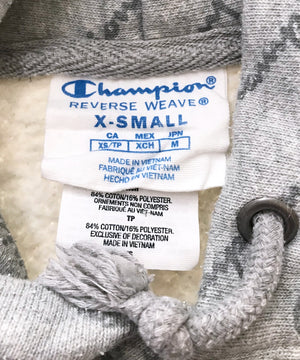 Champion®
REVERSE WEAVE®
X-SMALL
CA MEX JPN
XS/TP XCH M
MADE IN VIETNAM
FABRIQUÉ AU VIETNAM
HECHO EN VIETNAM
84% COTTON/16% POLYESTER
ORNEMENTS NON COMPRIS
FABRIQUÉ AU VIET-NAM
TP
84% COTTON/16% POLYESTER
EXCLUSIVE OF DECORATION
MADE IN VIETNAM